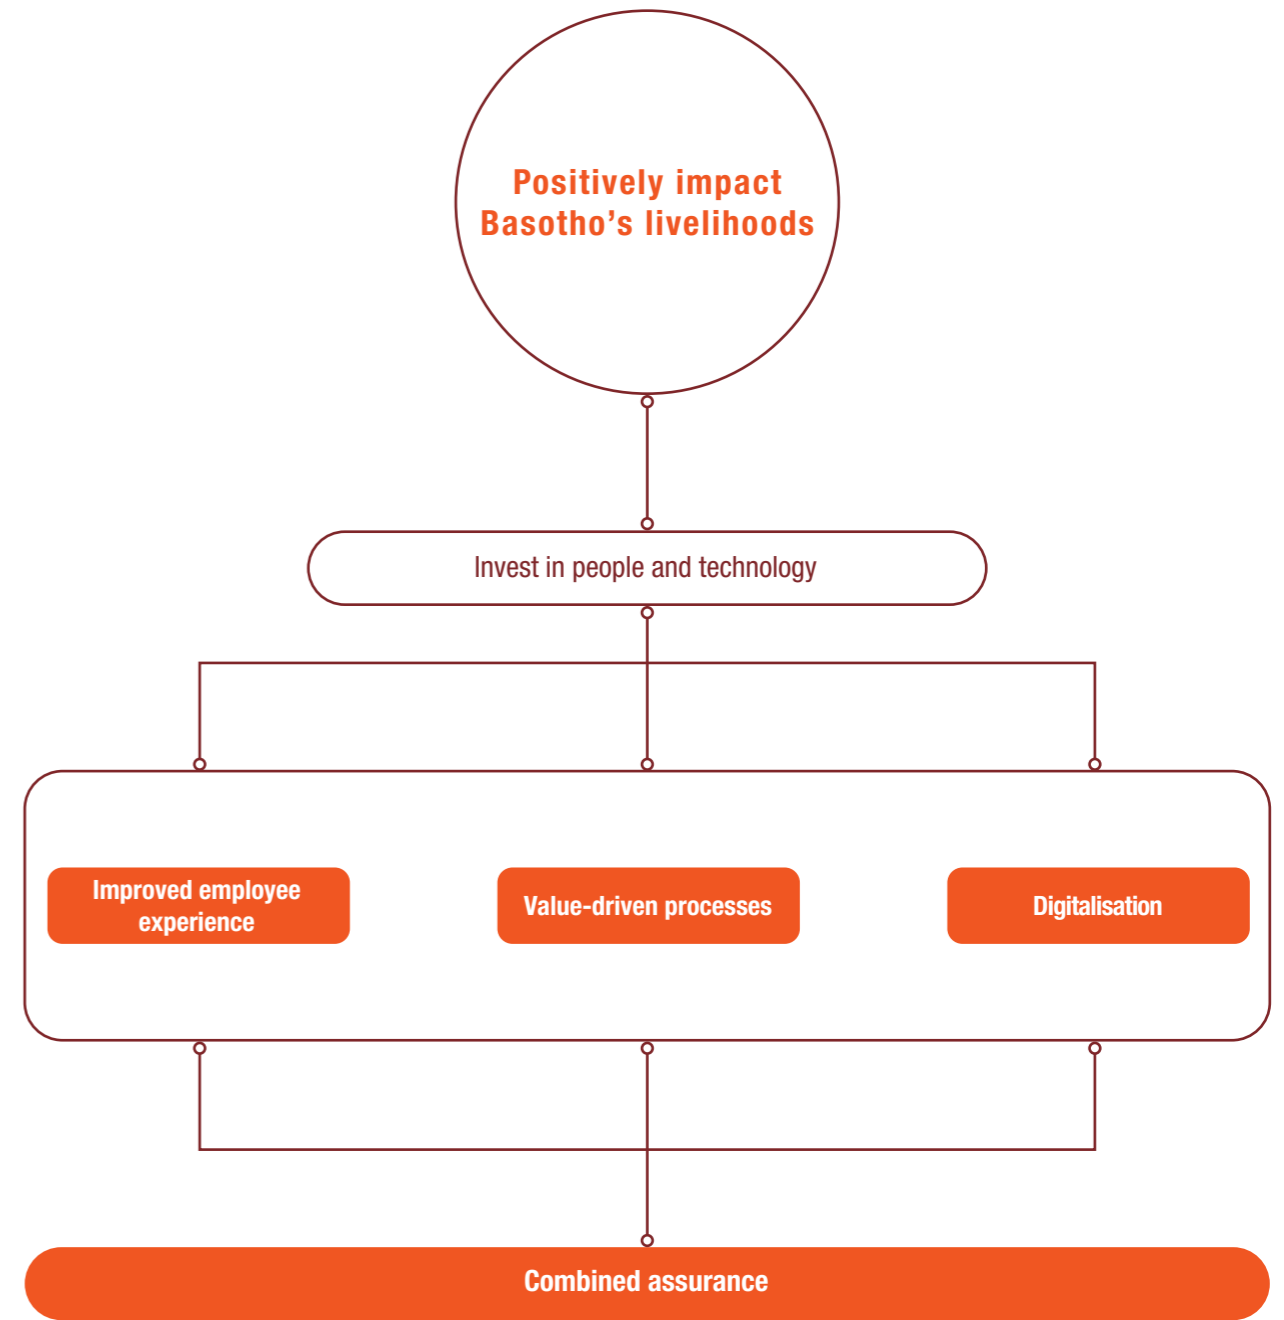 Positively impact
Basotho’s livelihoods
Invest in people and technology
Improved employee
experience
Value-driven processes
Digitalisation
Combined assurance